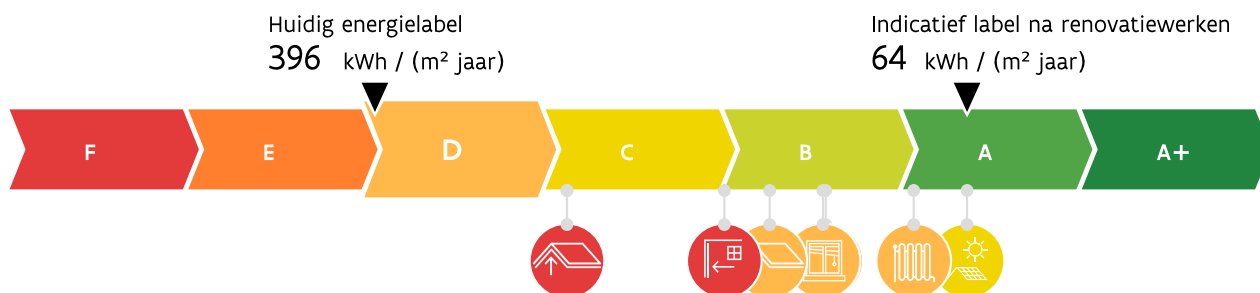 Huidig energielabel
396 kWh / (m² jaar)
Indicatief label na renovatiewerken
64 kWh / (m² jaar)
F E D C B A A+